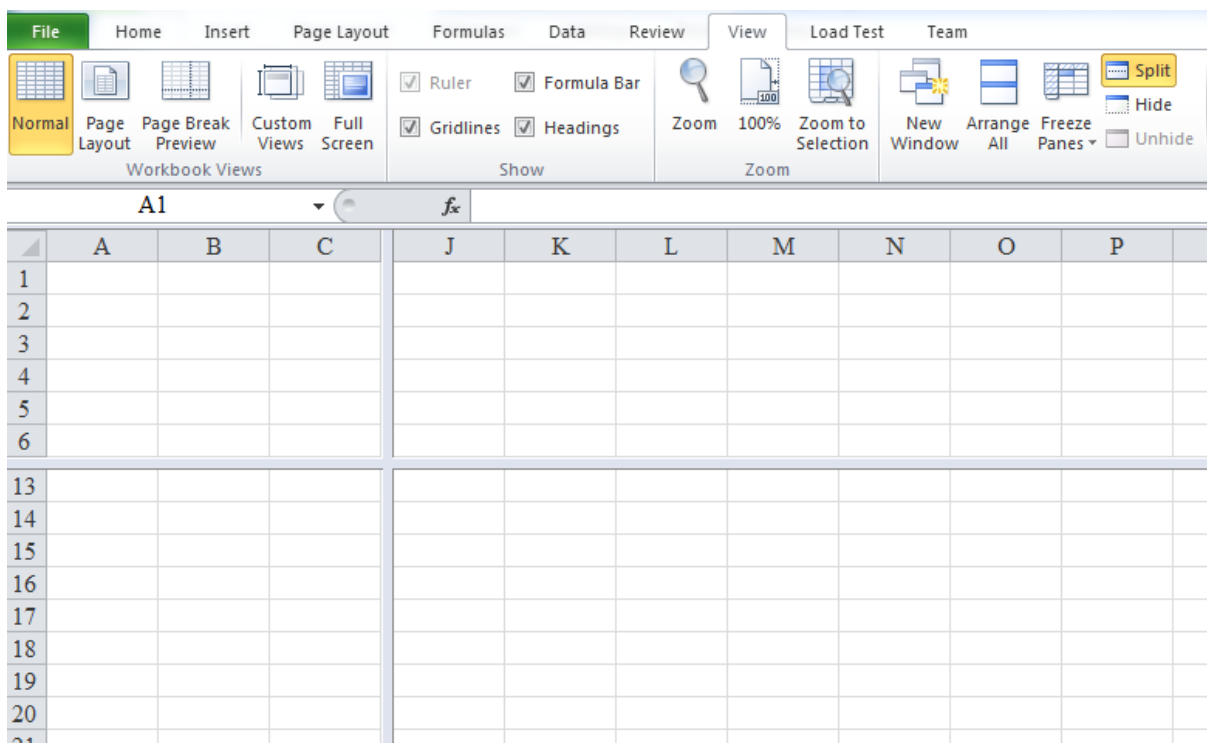 File Home Insert Page Layout Formulas Data Review View Load Test Team
Normal Page Layout Page Break Preview Custom Views Full Screen
Workbook Views
Ruler Formula Bar
Gridlines Headings
Show
Zoom 100% Zoom to Selection
Zoom
New Window Arrange All Freeze Panes
Split
Hide
Unhide
A1 fx
A B C J K L M N O P
1
2
3
4
5
6
13
14
15
16
17
18
19
20